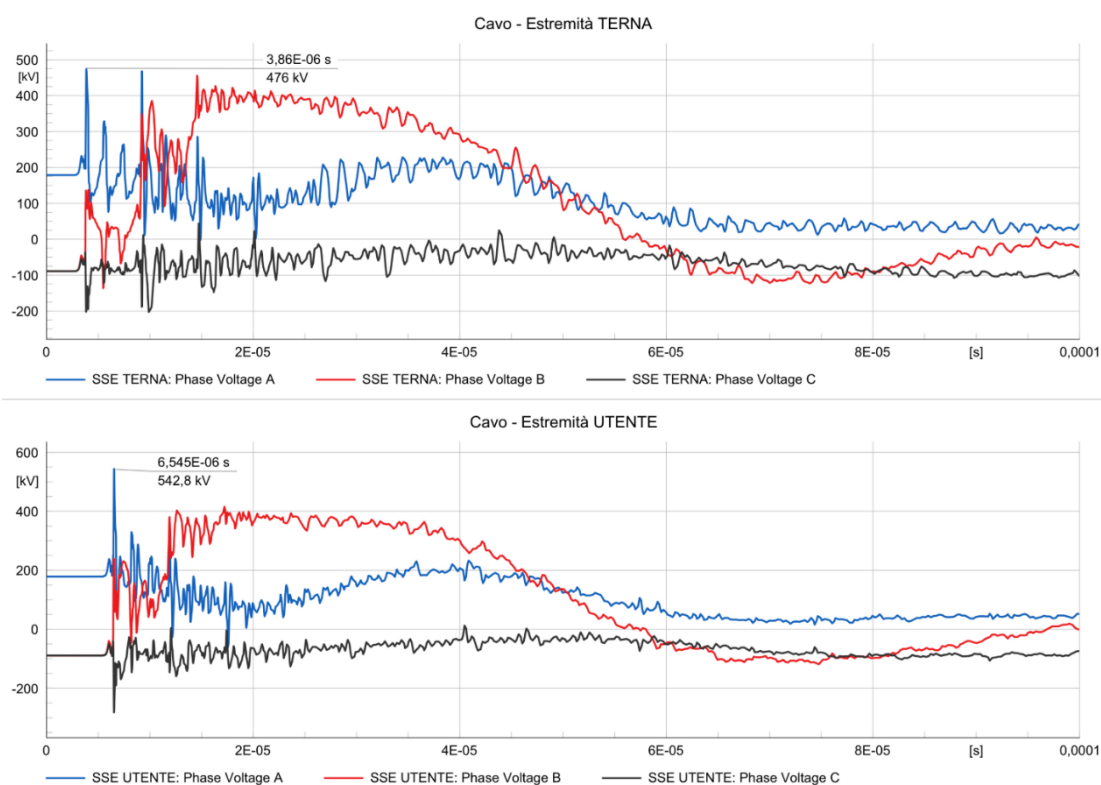 Cavo - Estremità TERNA
500
[kV]
400
300
200
100
0
-100
-200
3,86E-06 s
476 kV
0 2E-05 4E-05 6E-05 8E-05 [s] 0,0001
SSE TERNA: Phase Voltage A SSE TERNA: Phase Voltage B SSE TERNA: Phase Voltage C
Cavo - Estremità UTENTE
600
[kV]
400
200
0
-200
6,545E-06 s
542,8 kV
0 2E-05 4E-05 6E-05 8E-05 [s] 0,0001
SSE UTENTE: Phase Voltage A SSE UTENTE: Phase Voltage B SSE UTENTE: Phase Voltage C